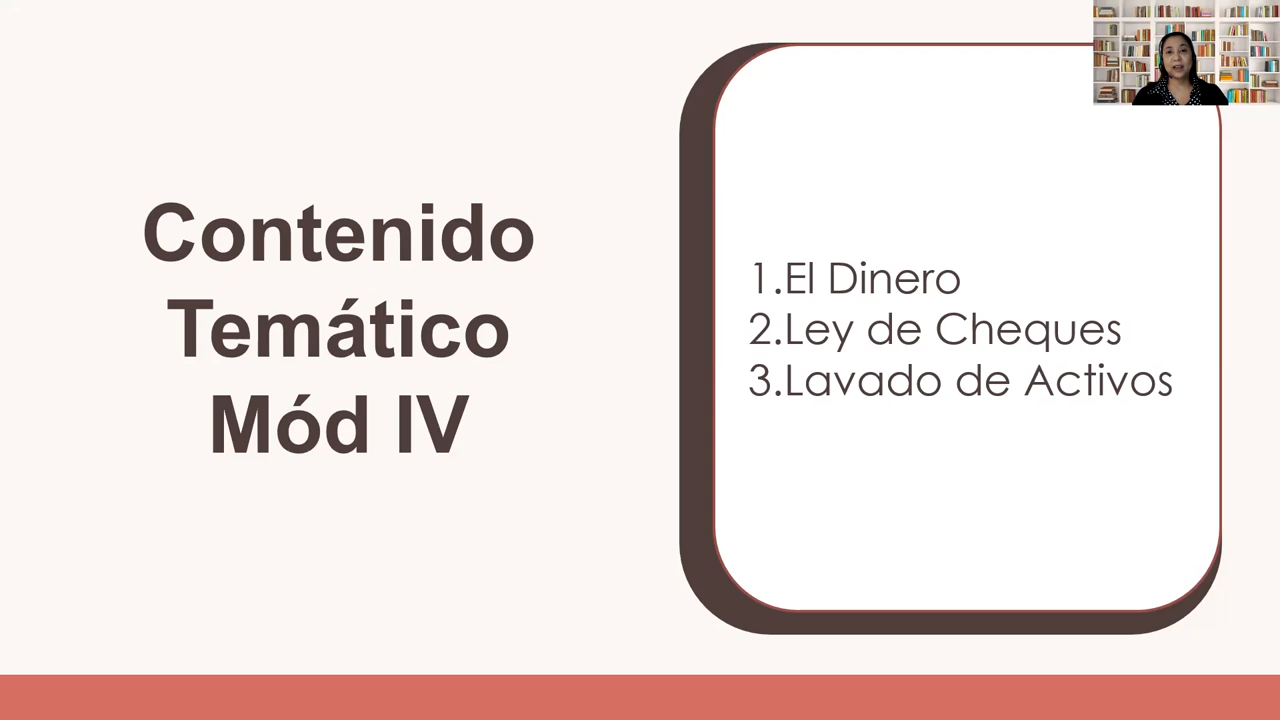 Contenido
Temático
Mód IV
1.El Dinero
2.Ley de Cheques
3.Lavado de Activos